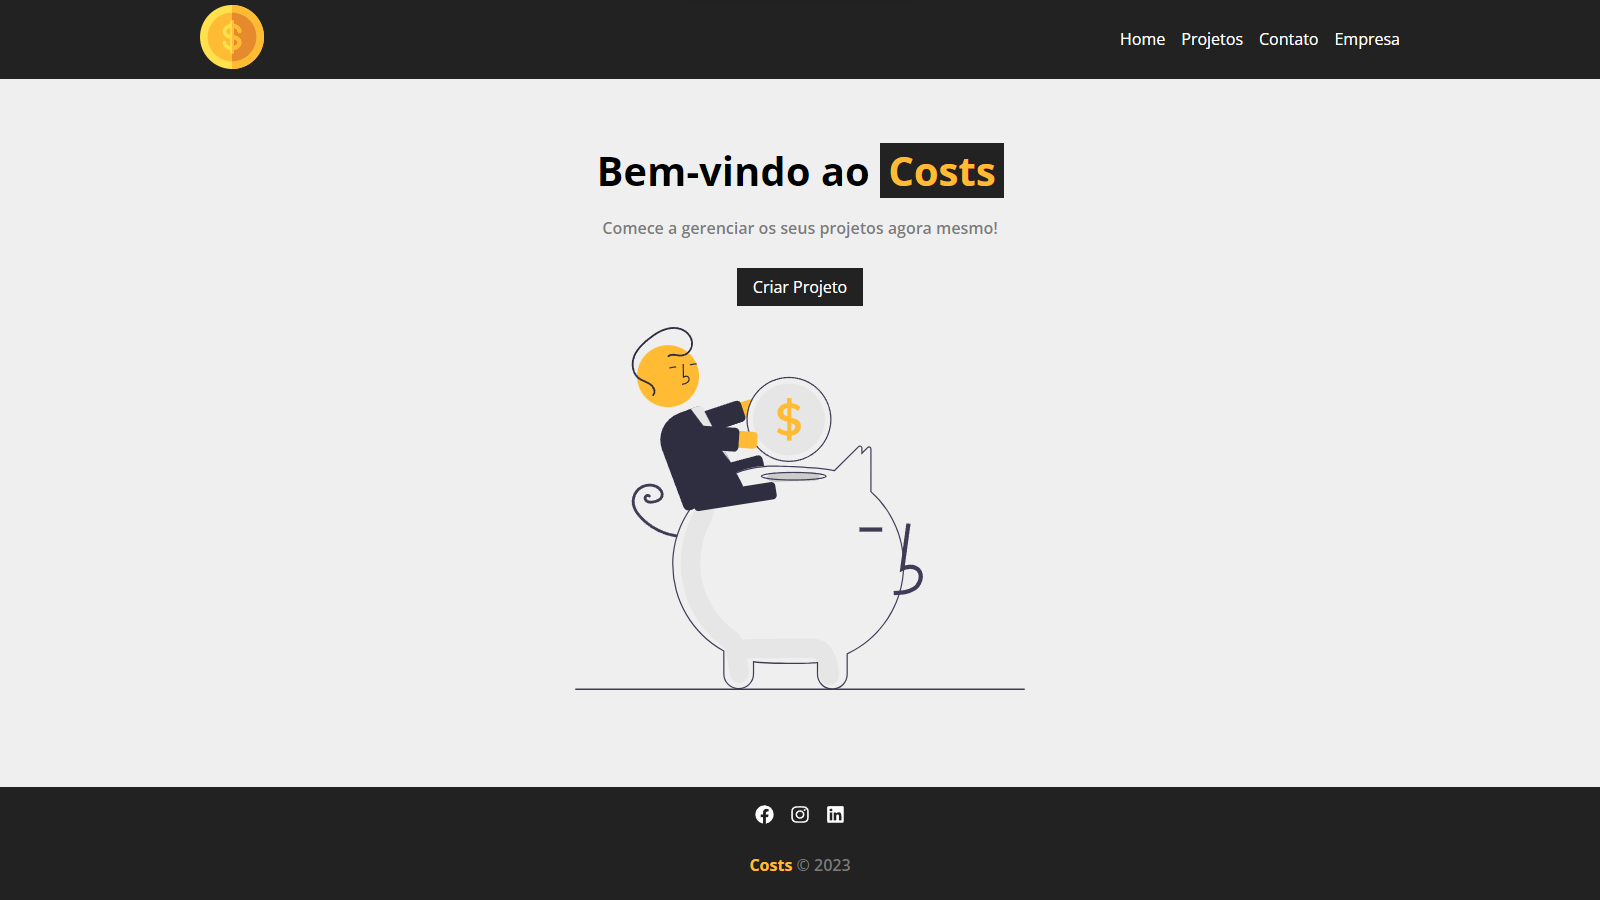 $
Home Projetos Contato Empresa
Bem-vindo ao Costs
Comece a gerenciar os seus projetos agora mesmo!
Criar Projeto
$
Costs © 2023